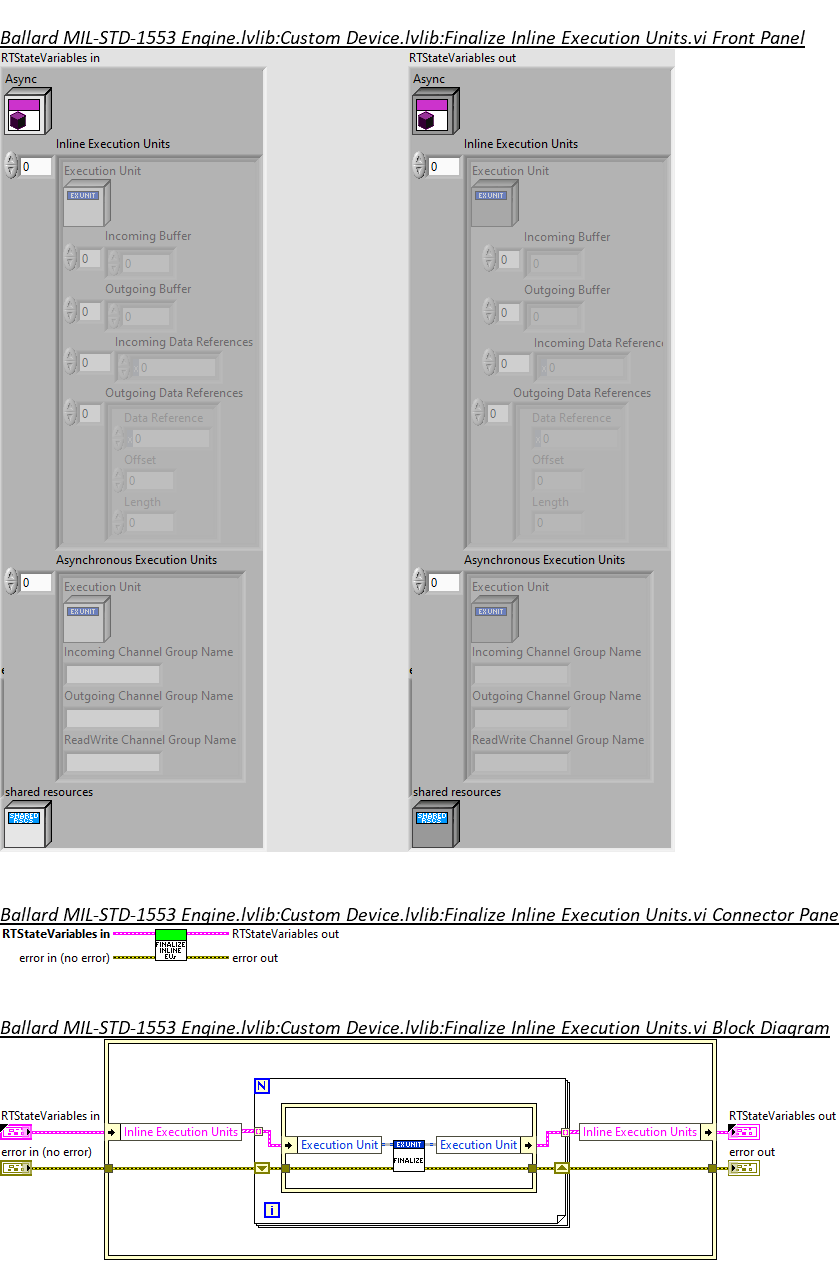 Ballard MIL-STD-1553 Engine.lvlib:Custom Device.lvlib:Finalize Inline Execution Units.vi Front Panel
RTStateVariables in
Async
Inline Execution Units
0
Execution Unit
EX UNIT
Incoming Buffer
0
0
Outgoing Buffer
0
0
Incoming Data References
0
0
Outgoing Data References
0
Data Reference
0
Offset
0
Length
0
Asynchronous Execution Units
0
Execution Unit
EX UNIT
Incoming Channel Group Name
Outgoing Channel Group Name
ReadWrite Channel Group Name
shared resources
SHARED
RSCS
RTStateVariables out
Async
Inline Execution Units
0
Execution Unit
EX UNIT
Incoming Buffer
0
0
Outgoing Buffer
0
0
Incoming Data Referenc
0
0
Outgoing Data References
0
Data Reference
0
Offset
0
Length
0
Asynchronous Execution Units
0
Execution Unit
EX UNIT
Incoming Channel Group Name
Outgoing Channel Group Name
ReadWrite Channel Group Name
shared resources
SHARED
RSCS
Ballard MIL-STD-1553 Engine.lvlib:Custom Device.lvlib:Finalize Inline Execution Units.vi Connector Pane
RTStateVariables in
RTStateVariables out
FINALIZE
INLINE
EUs
error in (no error)
error out
Ballard MIL-STD-1553 Engine.lvlib:Custom Device.lvlib:Finalize Inline Execution Units.vi Block Diagram
N
RTStateVariables in
RTStateVariables out
Inline Execution Units
Inline Execution Units
Execution Unit
EX UNIT
FINALIZE
Execution Unit
error in (no error)
error out
i